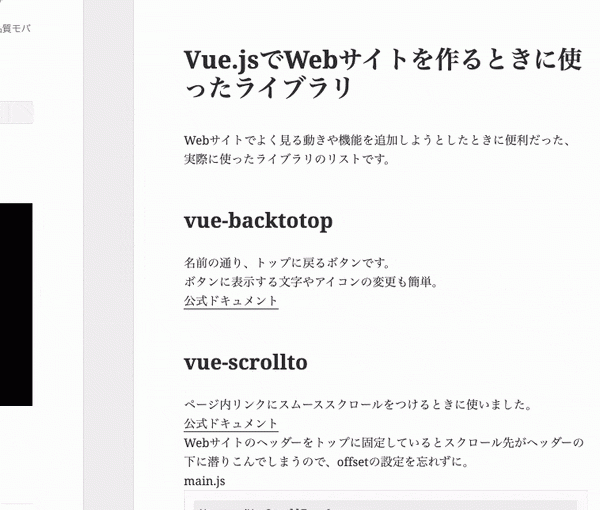 質モバ
Vue.jsでWebサイトを作るときに使
ったライブラリ
Webサイトでよく見る動きや機能を追加しようとしたときに便利だった、
実際に使ったライブラリのリストです。
vue-backtotop
名前の通り、トップに戻るボタンです。
ボタンに表示する文字やアイコンの変更も簡単。
公式ドキュメント
vue-scrollto
ページ内リンクにスムーススクロールをつけるときに使いました。
公式ドキュメント
Webサイトのヘッダーをトップに固定しているとスクロール先がヘッダーの
下に潜りこんでしまうので、offsetの設定を忘れずに。
main.js